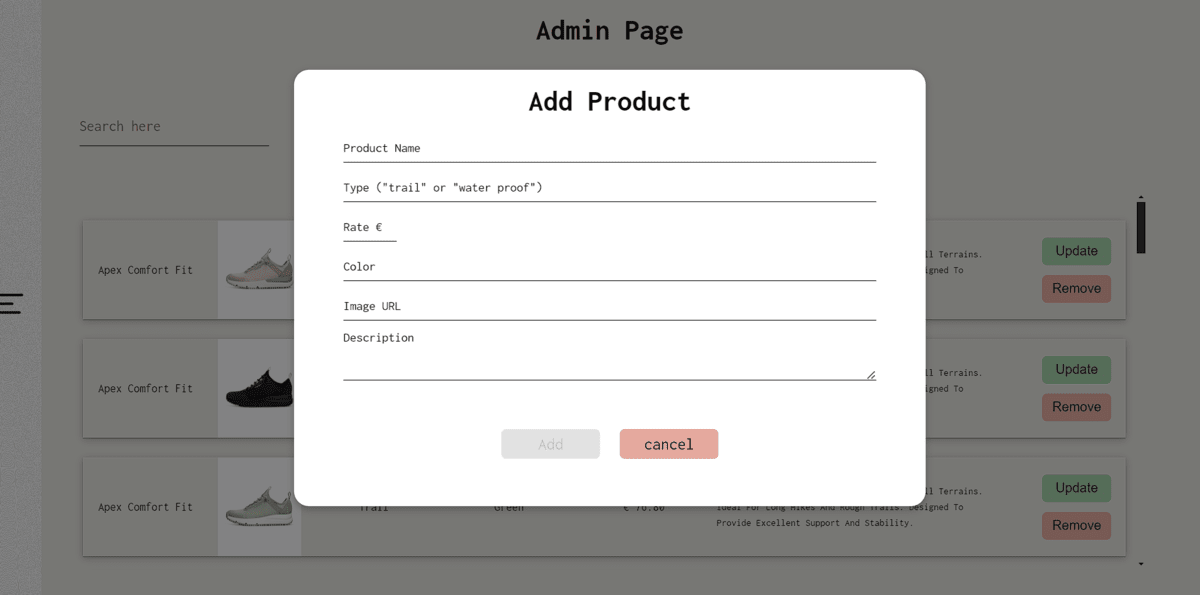 Admin Page
Add Product
Search here
Product Name
Type ("trail" or "water proof")
Rate €
Color
Image URL
Description
Add
cancel
Apex Comfort Fit
ll Terrains.
igned To
Update
Remove
Apex Comfort Fit
ll Terrains.
igned To
Update
Remove
Apex Comfort Fit
Trail
Green
€ 76.80
ll Terrains.
Ideal For Long Hikes And Rough Trails. Designed To
Provide Excellent Support And Stability.
Update
Remove